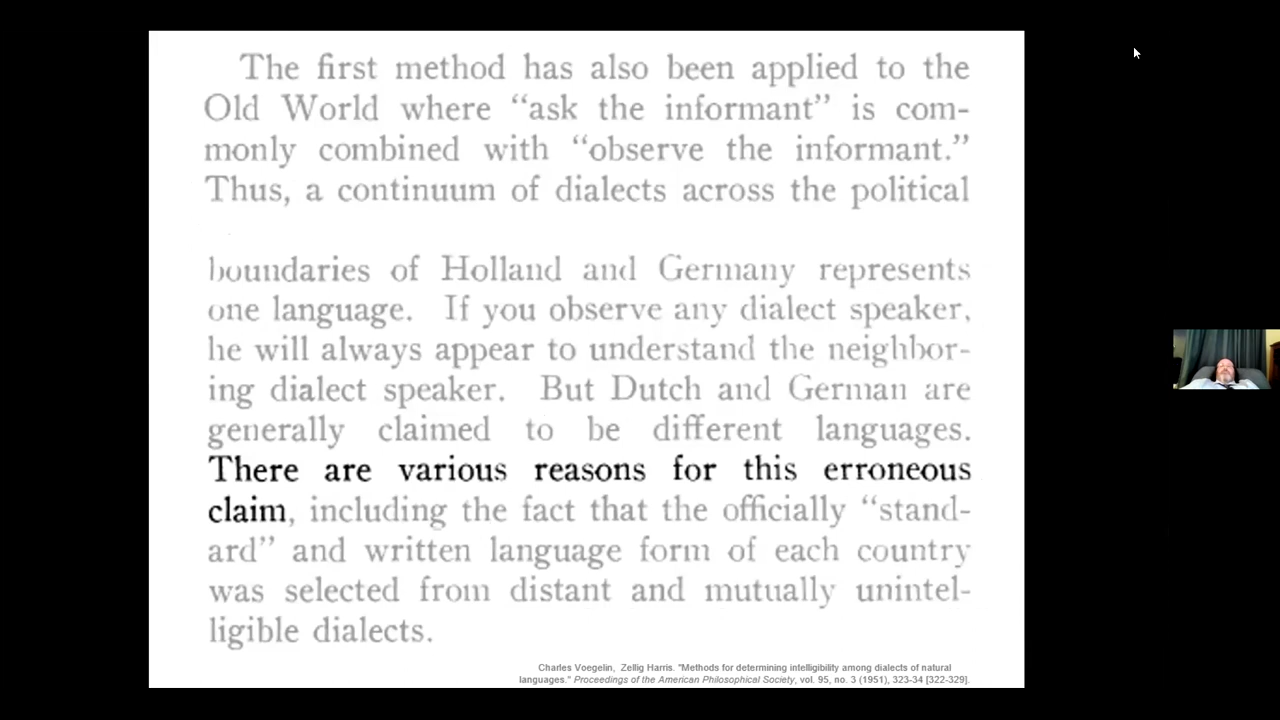 The first method has also been applied to the
Old World where “ask the informant” is com-
monly combined with “observe the informant.”
Thus, a continuum of dialects across the political
boundaries of Holland and Germany represents
one language. If you observe any dialect speaker,
he will always appear to understand the neighbor-
ing dialect speaker. But Dutch and German are
generally claimed to be different languages.
There are various reasons for this erroneous
claim, including the fact that the officially “stand-
ard” and written language form of each country
was selected from distant and mutually unintel-
ligible dialects.
Charles Voegelin, Zellig Harris. "Methods for determining intelligibility among dialects of natural
languages." Proceedings of the American Philosophical Society, vol. 95, no. 3 (1951), 323-34 [322-329].